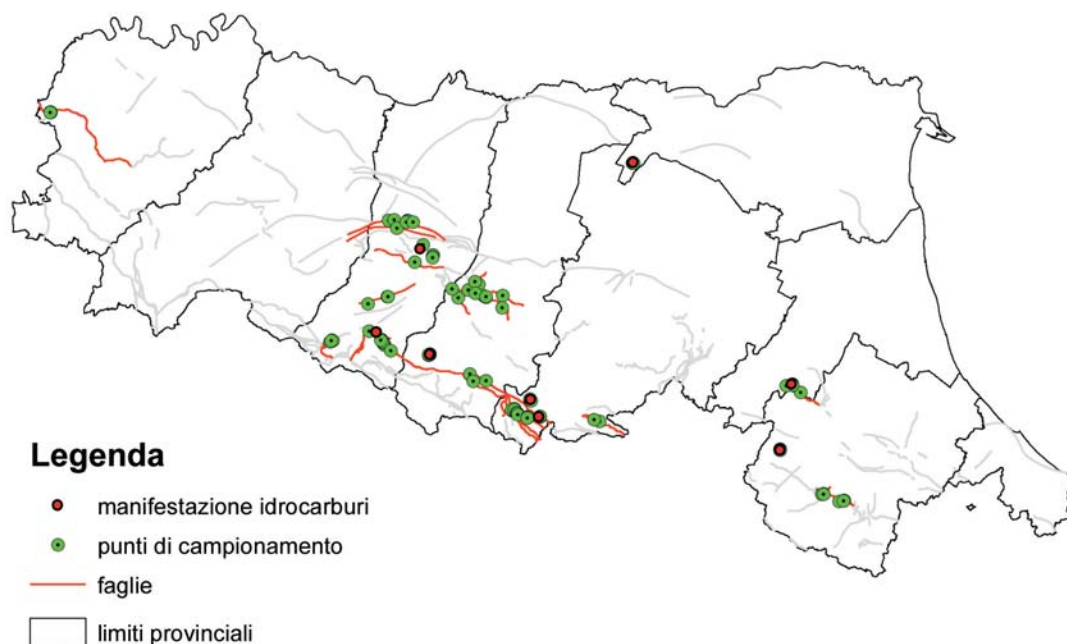 Legenda
manifestazione idrocarburi
punti di campionamento
faglie
limiti provinciali